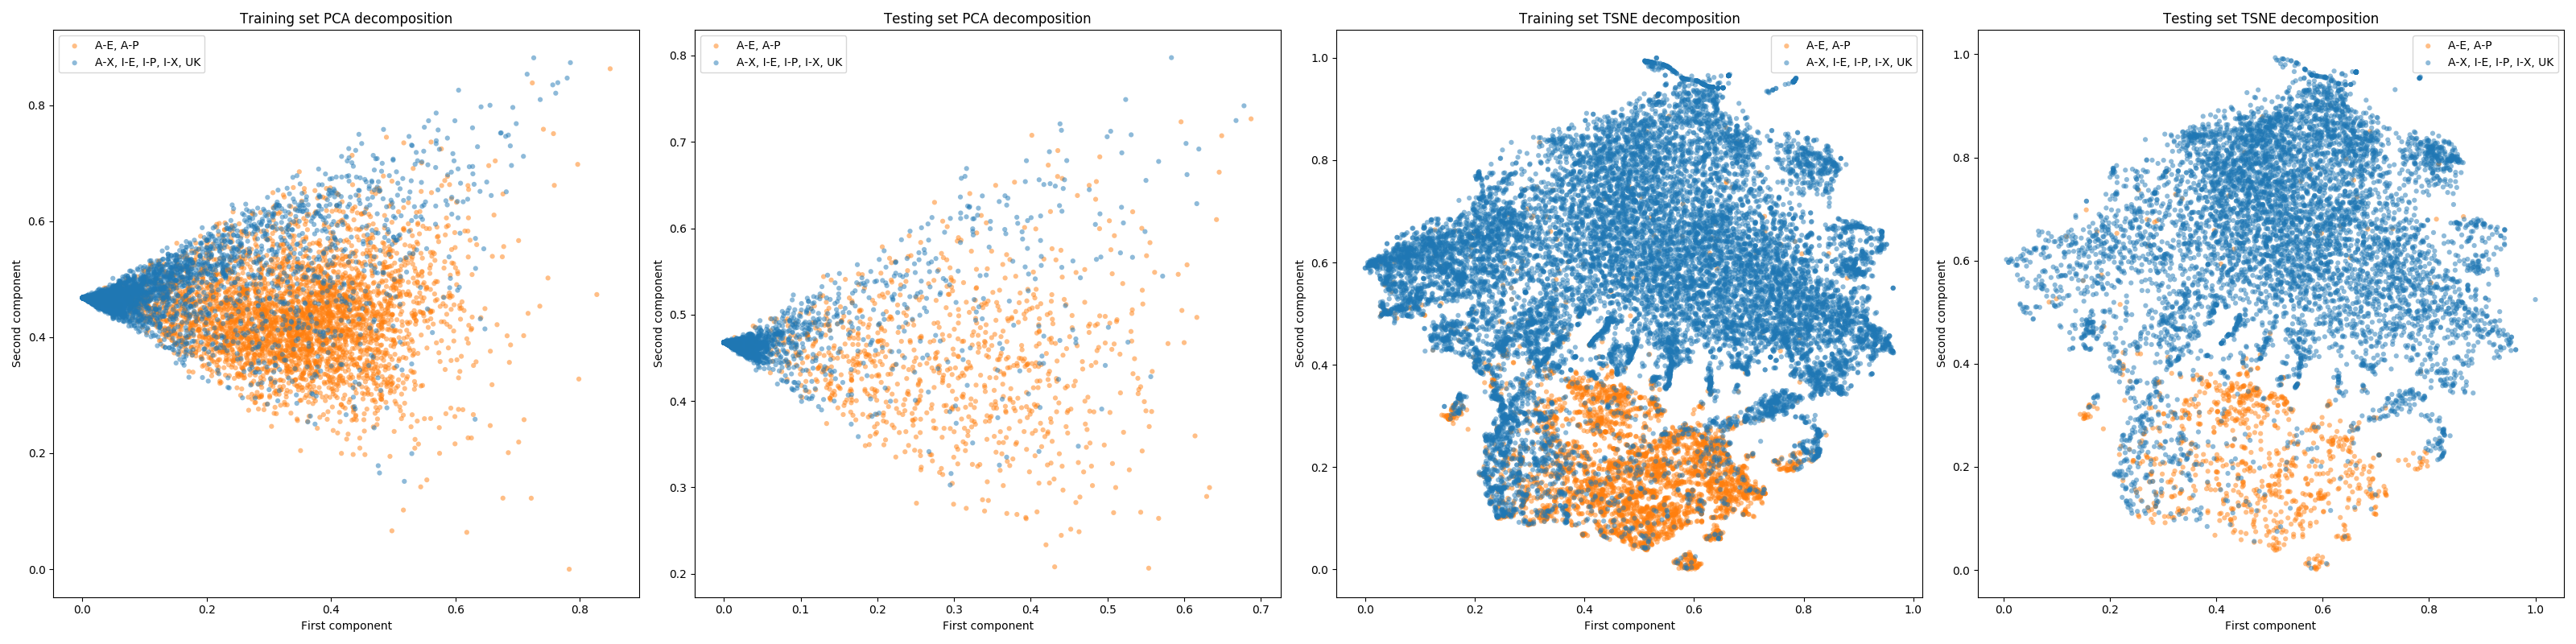 Training set PCA decomposition
A-E, A-P
A-X, I-E, I-P, I-X, UK
Second component
0.8
0.6
0.4
0.2
0.0
0.0 0.2 0.4 0.6 0.8
First component
Testing set PCA decomposition
A-E, A-P
A-X, I-E, I-P, I-X, UK
Second component
0.8
0.7
0.6
0.5
0.4
0.3
0.2
0.0 0.1 0.2 0.3 0.4 0.5 0.6 0.7
First component
Training set TSNE decomposition
A-E, A-P
A-X, I-E, I-P, I-X, UK
Second component
1.0
0.8
0.6
0.4
0.2
0.0
0.0 0.2 0.4 0.6 0.8 1.0
First component
Testing set TSNE decomposition
A-E, A-P
A-X, I-E, I-P, I-X, UK
Second component
1.0
0.8
0.6
0.4
0.2
0.0
0.0 0.2 0.4 0.6 0.8 1.0
First component